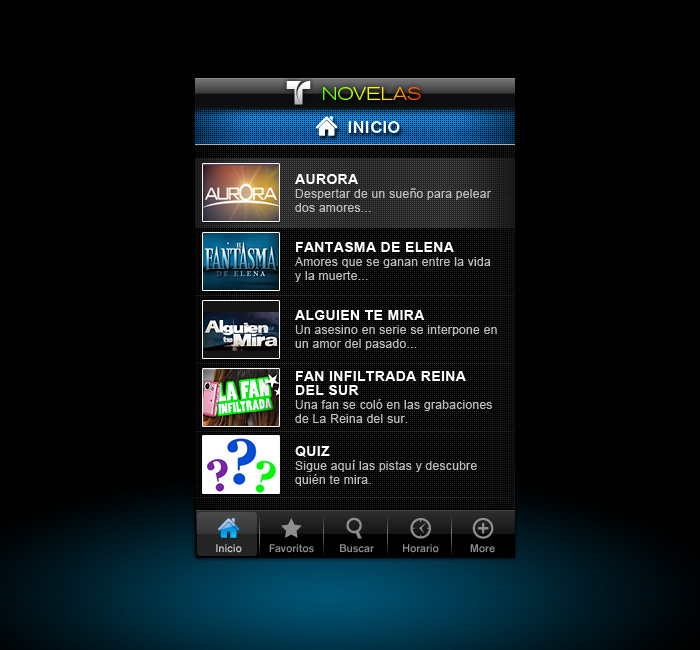 NOVELAS
INICIO
AURORA
AURORA
Despertar de un sueño para pelear
dos amores...
EL
FANTASMA
DE ELENA
FANTASMA DE ELENA
Amores que se ganan entre la vida
y la muerte...
Alguien
te Mira
ALGUIEN TE MIRA
Un asesino en serie se interpone en
un amor del pasado...
LA FAN
INFILTRADA
FAN INFILTRADA REINA
DEL SUR
Una fan se coló en las grabaciones
de La Reina del sur.
???
QUIZ
Sigue aquí las pistas y descubre
quién te mira.
Inicio
Favoritos
Buscar
Horario
More